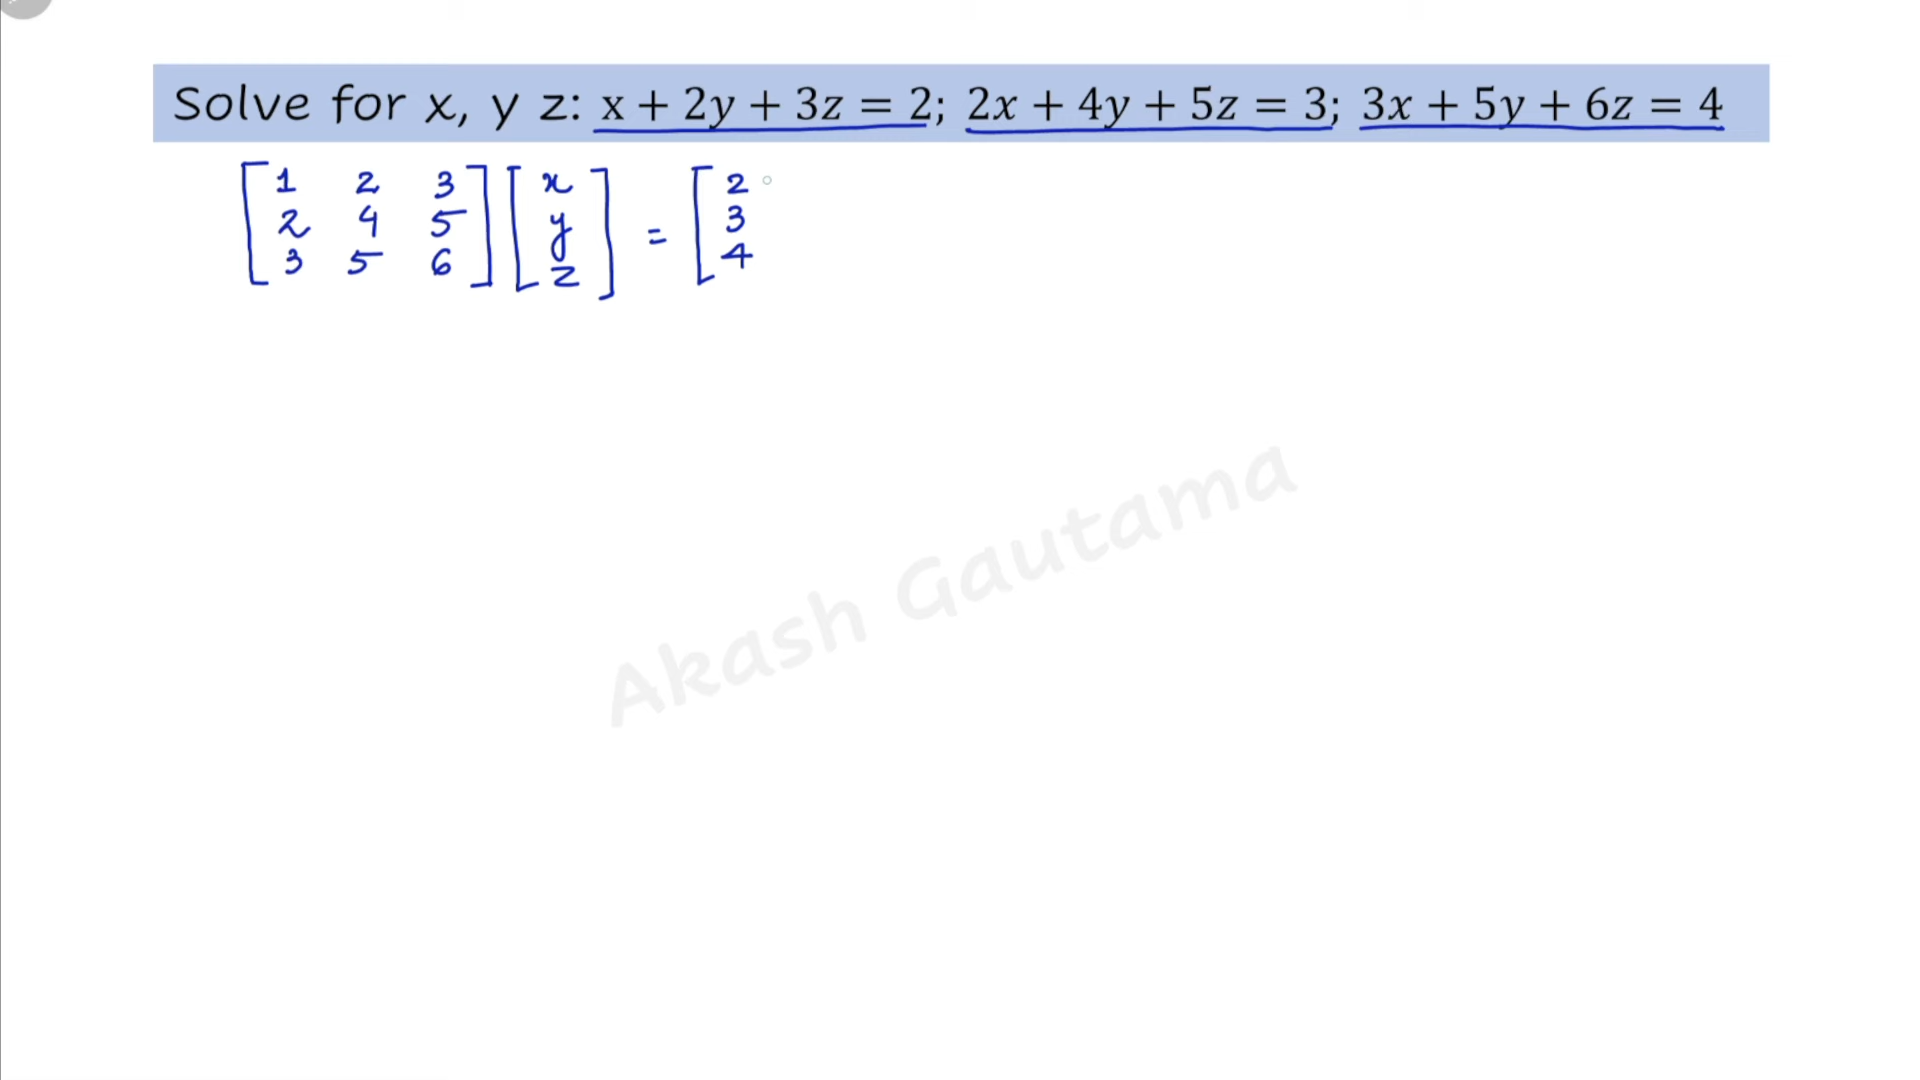 Solve for x, y z: x + 2y + 3z = 2; 2x + 4y + 5z = 3; 3x + 5y + 6z = 4
[1 2 3] [x] = [2
[2 4 5] [y] [3
[3 5 6] [z] [4
Akash Gautama